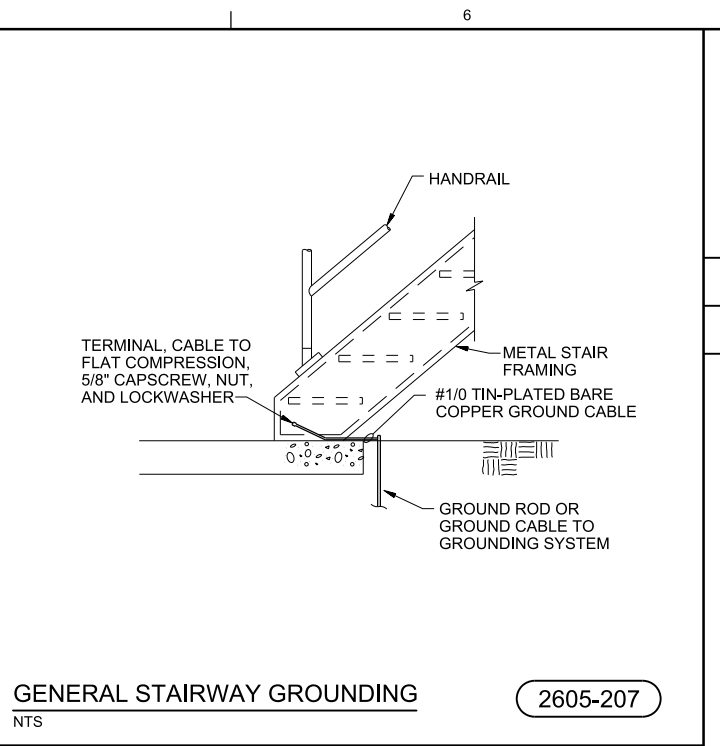 6
HANDRAIL
TERMINAL, CABLE TO
FLAT COMPRESSION,
5/8" CAPSCREW, NUT,
AND LOCKWASHER
METAL STAIR
FRAMING
#1/0 TIN-PLATED BARE
COPPER GROUND CABLE
GROUND ROD OR
GROUND CABLE TO
GROUNDING SYSTEM
GENERAL STAIRWAY GROUNDING
NTS
2605-207